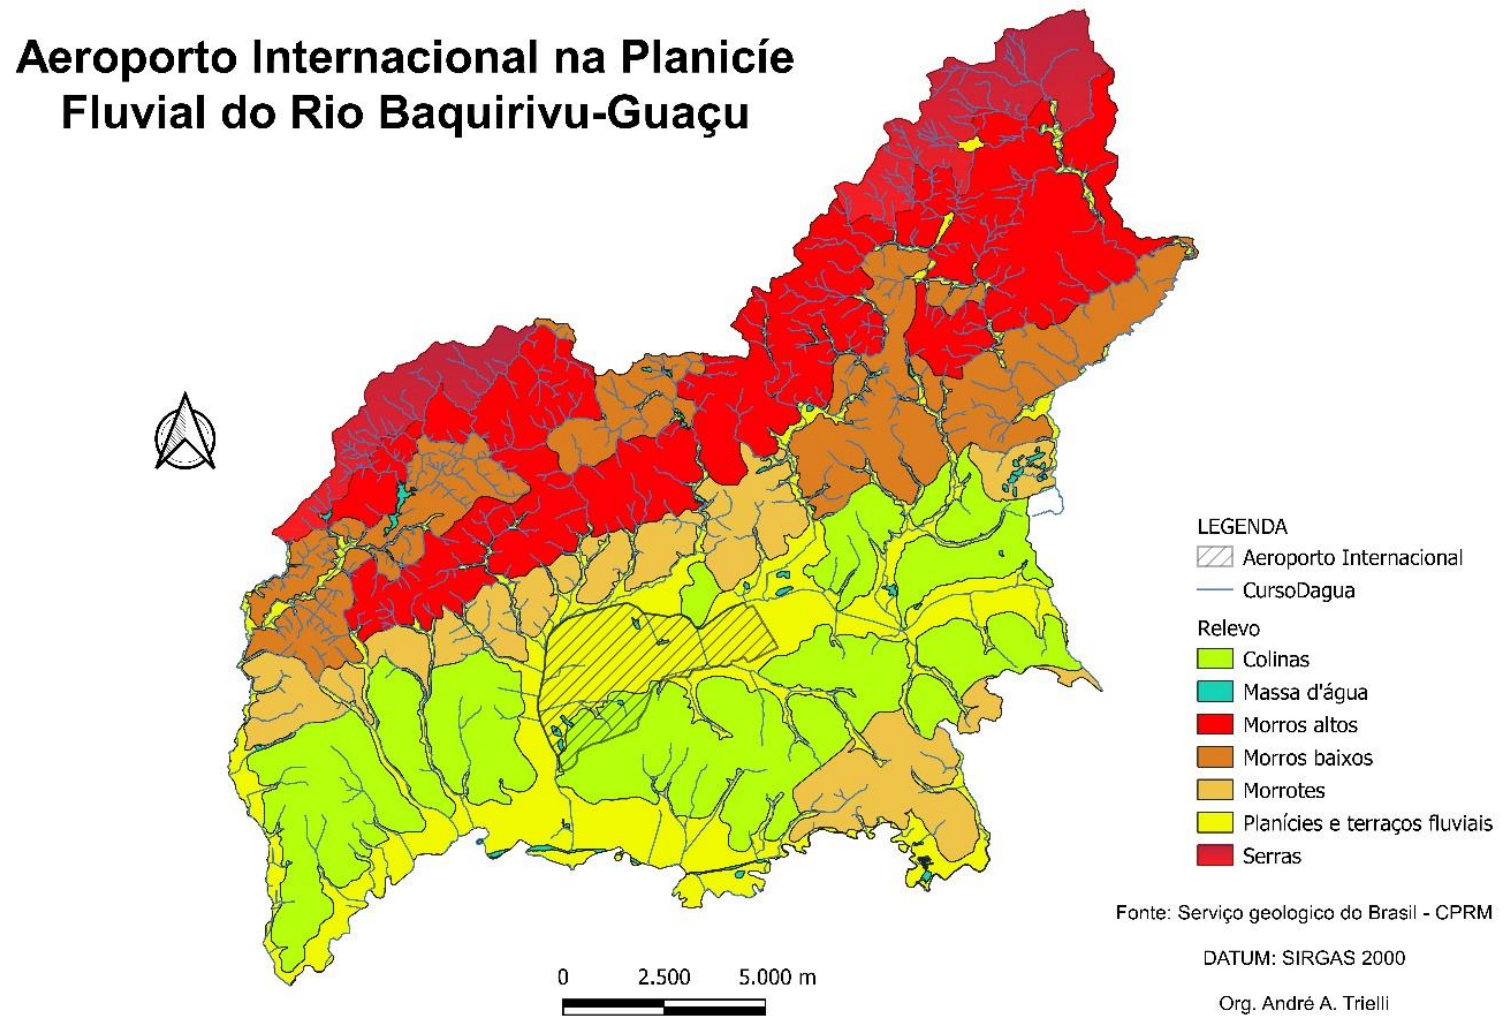 Aeroporto Internacional na Planicíe
Fluvial do Rio Baquirivu-Guaçu
LEGENDA
Aeroporto Internacional
CursoDagua
Relevo
Colinas
Massa d'água
Morros altos
Morros baixos
Morrotes
Planícies e terraços fluviais
Serras
Fonte: Serviço geologico do Brasil - CPRM
DATUM: SIRGAS 2000
Org. André A. Trielli
0 2.500 5.000 m